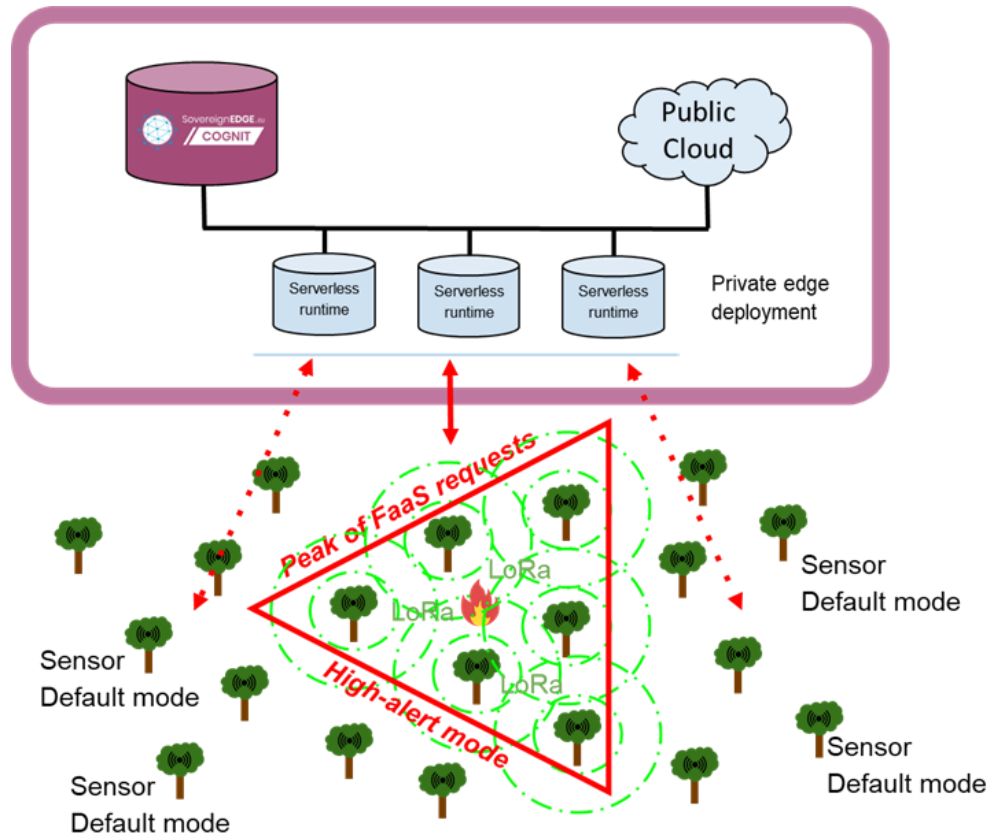 SovereignEDGE.eu
COGNIT
Public
Cloud
Serverless
runtime
Serverless
runtime
Serverless
runtime
Private edge
deployment
Peak of FaaS requests
LoRa
LoRa
LoRa
High-alert mode
Sensor
Default mode
Sensor
Default mode
Sensor
Default mode
Sensor
Default mode